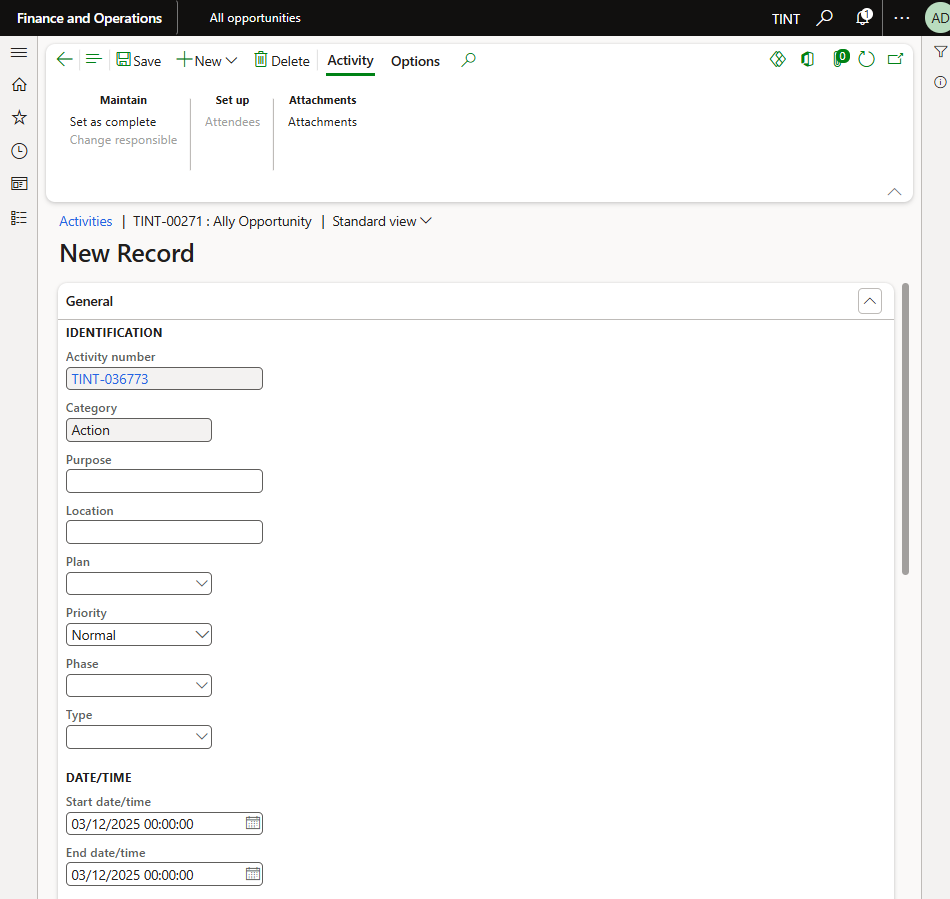 Finance and Operations All opportunities TINT 1 AD
Save New Delete Activity Options 0
Maintain Set up Attachments
Set as complete Attendees Attachments
Change responsible
Activities | TINT-00271 : Ally Opportunity | Standard view
New Record
General
IDENTIFICATION
Activity number
TINT-036773
Category
Action
Purpose
Location
Plan
Priority
Normal
Phase
Type
DATE/TIME
Start date/time
03/12/2025 00:00:00
End date/time
03/12/2025 00:00:00